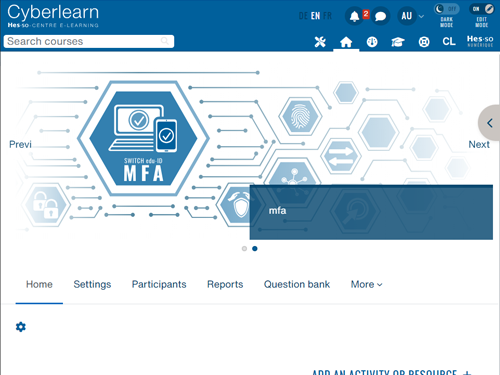 Cyberlearn
Hes·so CENTRE E-LEARNING
DE EN FR
2
AU
OFF
DARK MODE
ON
EDIT MODE
Search courses
CL
Hes·so
NUMÉRIQUE
Previ
Next
SWITCH edu-ID
MFA
mfa
Home
Settings
Participants
Reports
Question bank
More
ADD AN ACTIVITY OR RESOURCE +